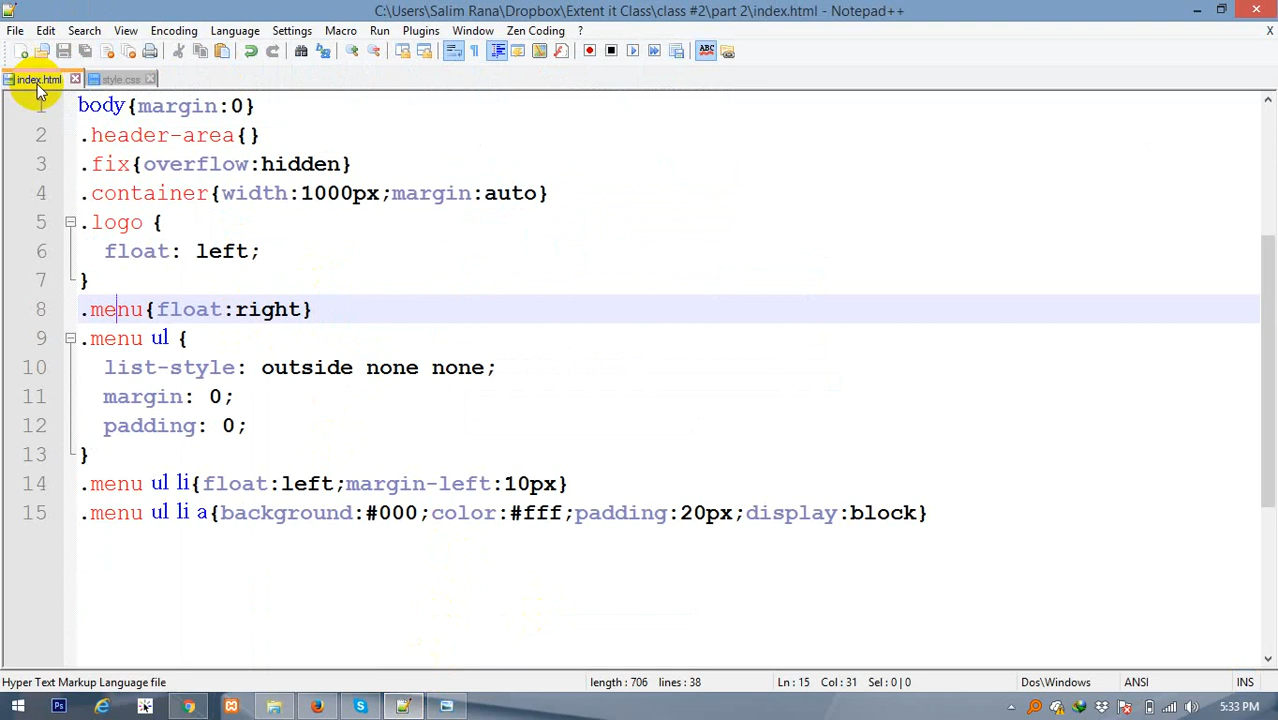 C:\Users\Salim Rana\Dropbox\Extent it Class\class #2\part 2\index.html - Notepad++
File Edit Search View Encoding Language Settings Macro Run Plugins Window Zen Coding ? X
ABC
index.html style.css
1 body{margin:0}
2 .header-area{}
3 .fix{overflow:hidden}
4 .container{width:1000px;margin:auto}
5 .logo {
6 float: left;
7 }
8 .menu{float:right}
9 .menu ul {
10 list-style: outside none none;
11 margin: 0;
12 padding: 0;
13 }
14 .menu ul li{float:left;margin-left:10px}
15 .menu ul li a{background:#000;color:#fff;padding:20px;display:block}
Hyper Text Markup Language file length : 706 lines : 38 Ln : 15 Col : 31 Sel : 0 | 0 Dos\Windows ANSI INS
Ps 5:33 PM